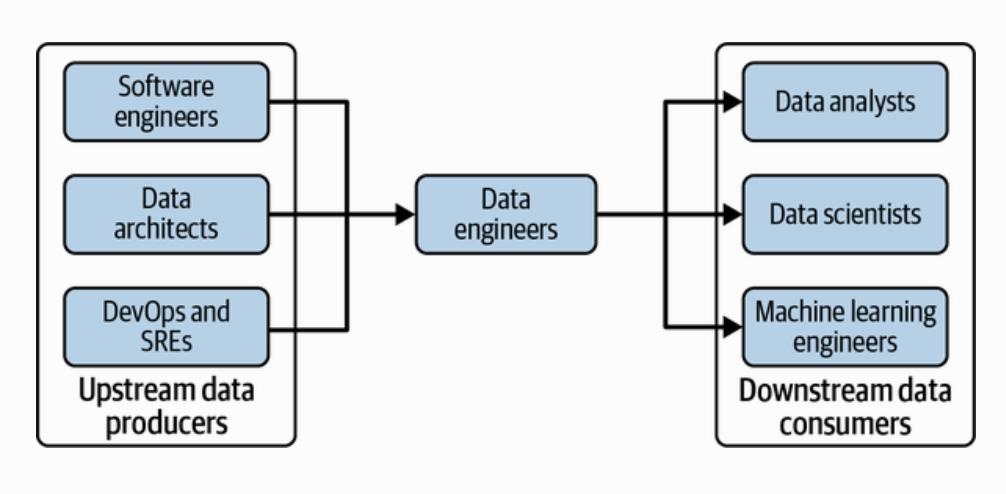 Software
engineers
Data
architects
DevOps and
SREs
Upstream data
producers
Data
engineers
Data analysts
Data scientists
Machine learning
engineers
Downstream data
consumers